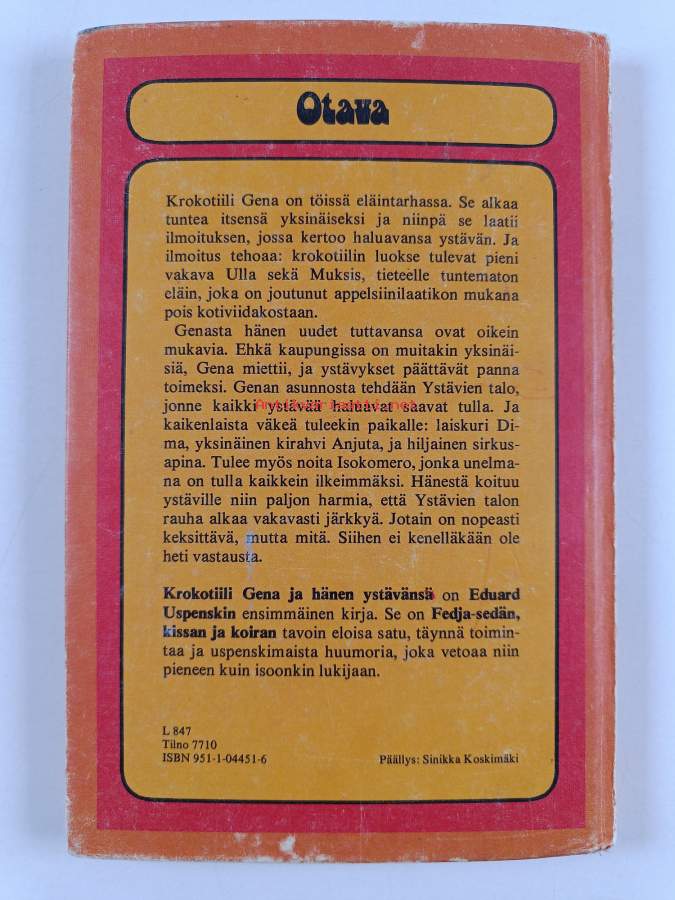 Otava
Krokotiili Gena on töissä eläintarhassa. Se alkaa
tuntea itsensä yksinäiseksi ja niinpä se laatii
ilmoituksen, jossa kertoo haluavansa ystävän. Ja
ilmoitus tehoaa: krokotiilin luokse tulevat pieni
vakava Ulla sekä Muksis, tieteelle tuntematon
eläin, joka on joutunut appelsiinilaatikon mukana
pois kotiviidakostaan.
Genasta hänen uudet tuttavansa ovat oikein
mukavia. Ehkä kaupungissa on muitakin yksinäi-
siä, Gena miettii, ja ystävykset päättävät panna
toimeksi. Genan asunnosta tehdään Ystävien talo,
jonne kaikki ystävää haluavat saavat tulla. Ja
Antikvariaatti.net
kaikenlaista väkeä tuleekin paikalle: laiskuri Di-
ma, yksinäinen kirahvi Anjuta, ja hiljainen sirkus-
apina. Tulee myös noita Isokomero, jonka unelma-
na on tulla kaikkein ilkeimmäksi. Hänestä koituu
ystäville niin paljon harmia, että Ystävien talon
rauha alkaa vakavasti järkkyä. Jotain on nopeasti
keksittävä, mutta mitä. Siihen ei kenelläkään ole
heti vastausta.
Krokotiili Gena ja hänen ystävänsä on Eduard
Uspenskin ensimmäinen kirja. Se on Fedja-sedän,
kissan ja koiran tavoin eloisa satu, täynnä toimin-
taa ja uspenskimaista huumoria, joka vetoaa niin
pieneen kuin isoonkin lukijaan.
L 847
Tilno 7710
ISBN 951-1-04451-6
Päällys: Sinikka Koskimäki